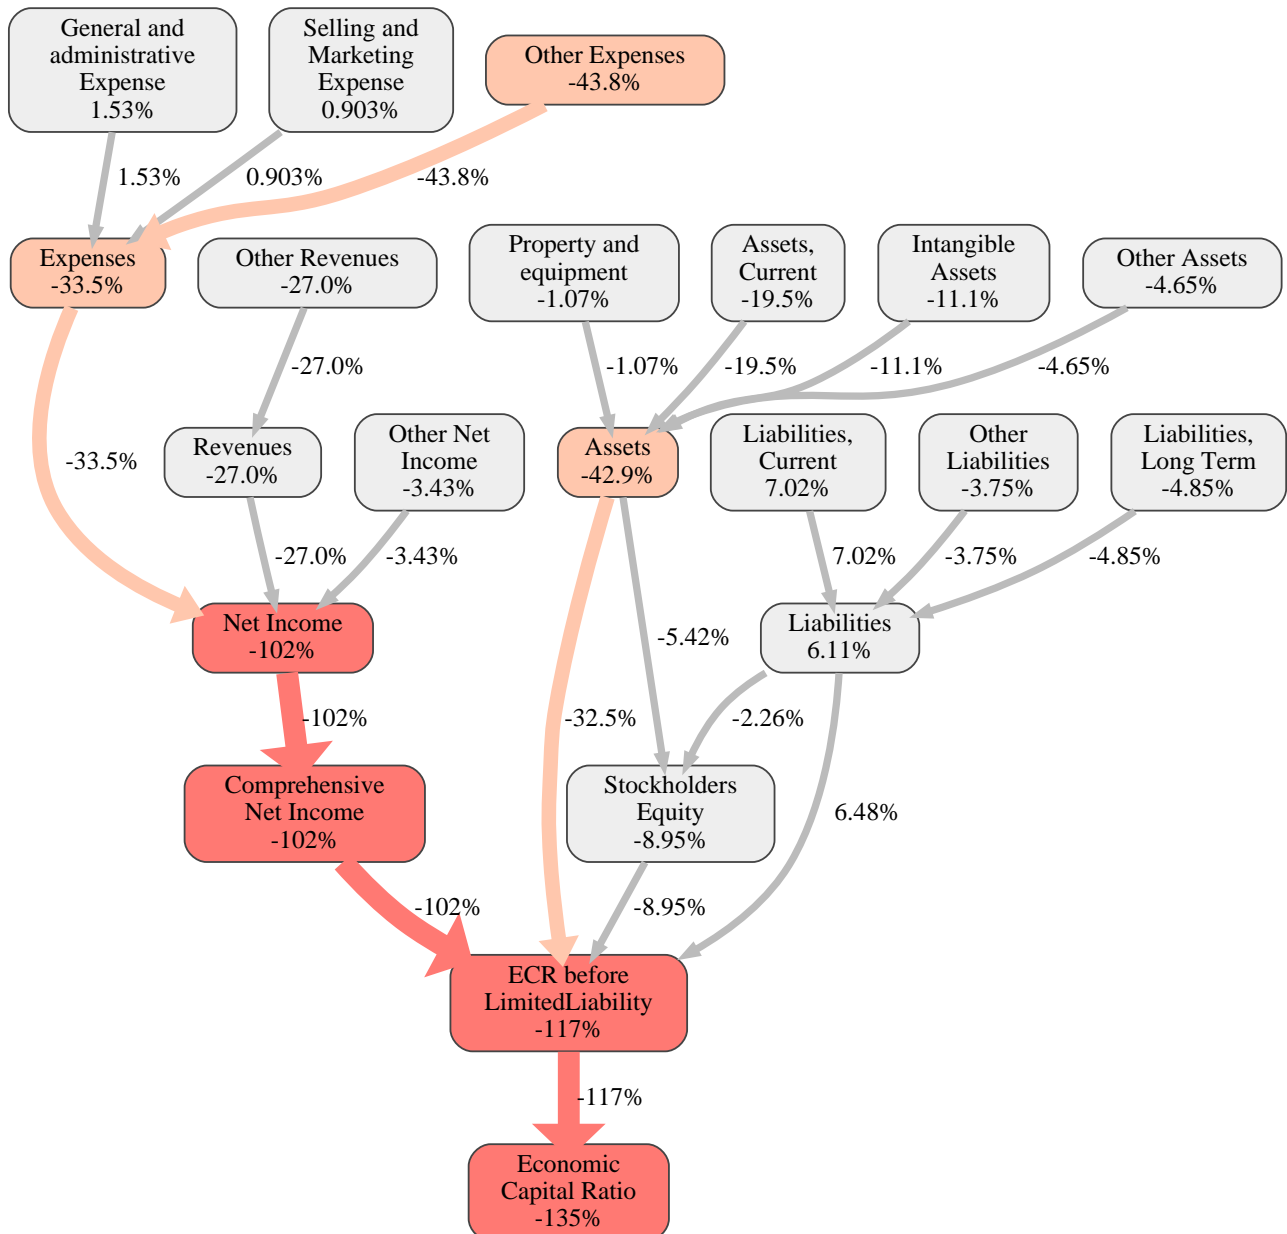 General and
administrative
Expense
1.53%
Selling and
Marketing
Expense
0.903%
Other Expenses
-43.8%
1.53%
0.903%
-43.8%
Expenses
-33.5%
Other Revenues
-27.0%
Property and
equipment
-1.07%
Assets,
Current
-19.5%
Intangible
Assets
-11.1%
Other Assets
-4.65%
-27.0%
-1.07%
-19.5%
-11.1%
-4.65%
-33.5%
Revenues
-27.0%
Other Net
Income
-3.43%
Assets
-42.9%
Liabilities,
Current
7.02%
Other
Liabilities
-3.75%
Liabilities,
Long Term
-4.85%
-27.0%
-3.43%
7.02%
-3.75%
-4.85%
Net Income
-102%
-5.42%
Liabilities
6.11%
-102%
-32.5%
-2.26%
Comprehensive
Net Income
-102%
Stockholders
Equity
-8.95%
6.48%
-102%
-8.95%
ECR before
LimitedLiability
-117%
-117%
Economic
Capital Ratio
-135%